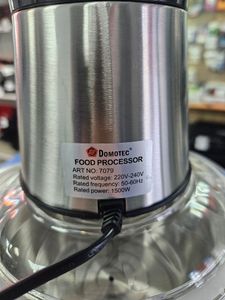 DOMOTEC®
FOOD PROCESSOR
ART NO: 7079
Rated voltage: 220V-240V
Rated frequency: 50-60Hz
Rated power: 1500W